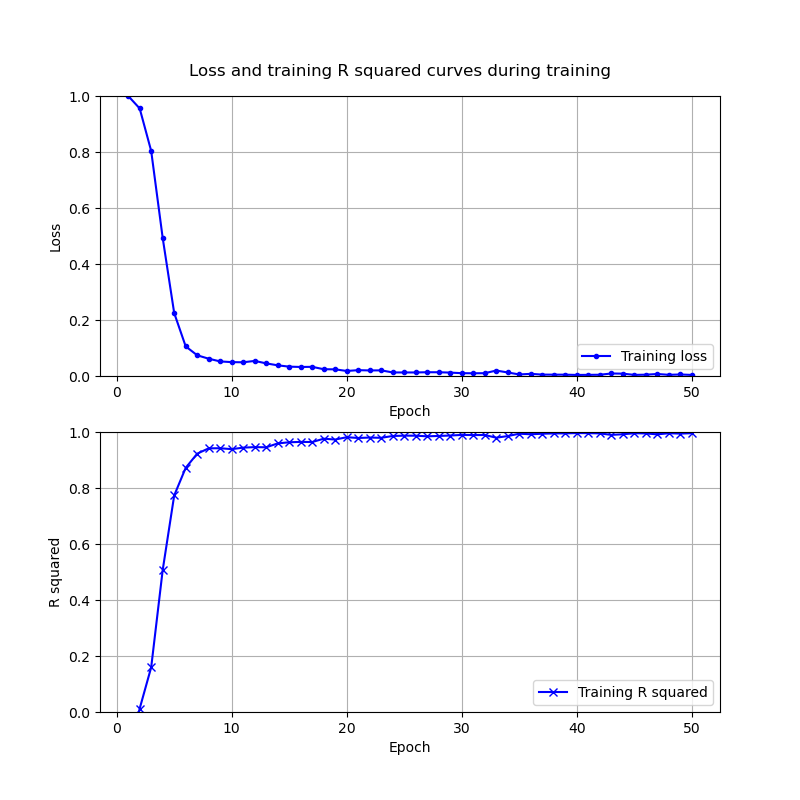 Loss and training R squared curves during training
1.0
0.8
0.6
0.4
0.2
0.0
Loss
Training loss
0 10 20 30 40 50
Epoch
1.0
0.8
0.6
0.4
0.2
0.0
R squared
Training R squared
0 10 20 30 40 50
Epoch